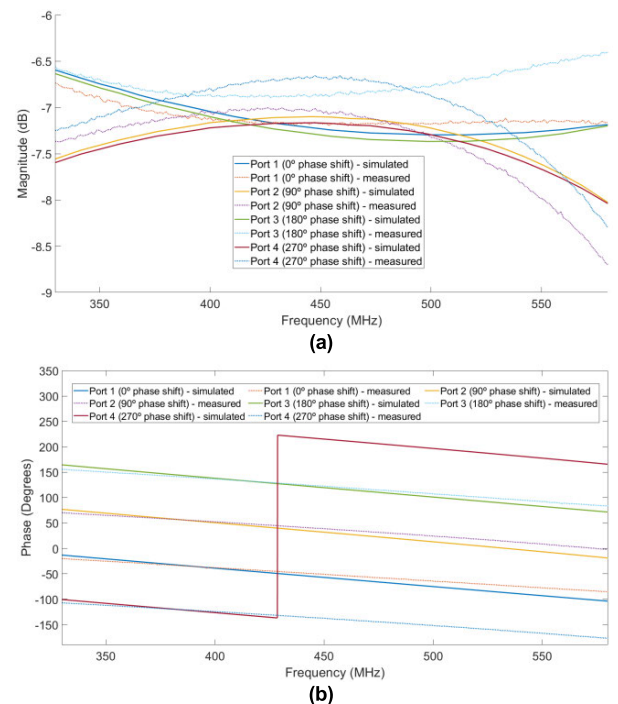 -6
-6.5
-7
-7.5
-8
-8.5
-9
Magnitude (dB)
Port 1 (0º phase shift) - simulated
Port 1 (0º phase shift) - measured
Port 2 (90º phase shift) - simulated
Port 2 (90º phase shift) - measured
Port 3 (180º phase shift) - simulated
Port 3 (180º phase shift) - measured
Port 4 (270º phase shift) - simulated
Port 4 (270º phase shift) - measured
350 400 450 500 550
Frequency (MHz)
(a)
350
300
250
200
150
100
50
0
-50
-100
-150
Phase (Degrees)
Port 1 (0º phase shift) - simulated Port 1 (0º phase shift) - measured Port 2 (90º phase shift) - simulated
Port 2 (90º phase shift) - measured Port 3 (180º phase shift) - simulated Port 3 (180º phase shift) - measured
Port 4 (270º phase shift) - simulated Port 4 (270º phase shift) - measured
350 400 450 500 550
Frequency (MHz)
(b)